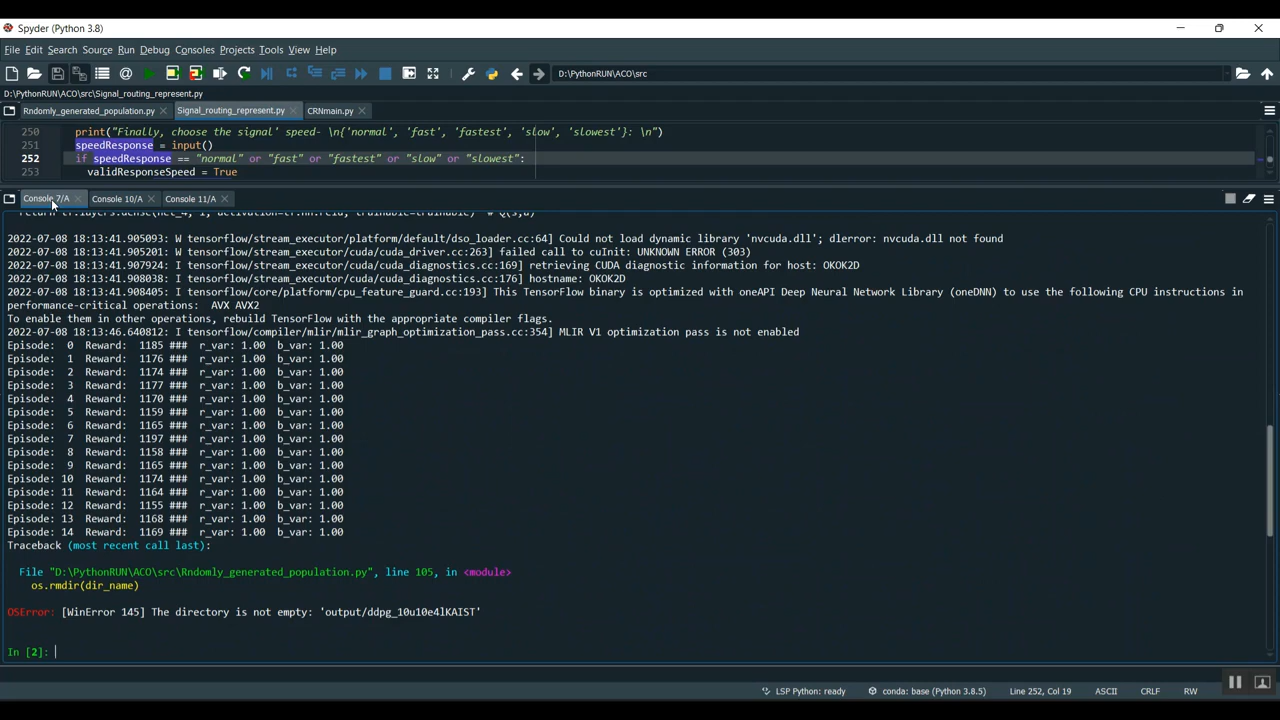 Spyder (Python 3.8)
File Edit Search Source Run Debug Consoles Projects Tools View Help
D:\PythonRUN\ACO\src
D:\PythonRUN\ACO\src\Signal_routing_represent.py
Rndomly_generated_population.py Signal_routing_represent.py CRNmain.py
250 print("Finally, choose the signal' speed- \n{'normal', 'fast', 'fastest', 'slow', 'slowest'}: \n")
251 speedResponse = input()
252 if speedResponse == "normal" or "fast" or "fastest" or "slow" or "slowest":
253 validResponseSpeed = True
Console 7/A Console 10/A Console 11/A
return tf.layers.dense(net_4, 1, activation=tf.nn.relu, trainable=trainable) # Q(s,a)
2022-07-08 18:13:41.905093: W tensorflow/stream_executor/platform/default/dso_loader.cc:64] Could not load dynamic library 'nvcuda.dll'; dlerror: nvcuda.dll not found
2022-07-08 18:13:41.905201: W tensorflow/stream_executor/cuda/cuda_driver.cc:263] failed call to cuInit: UNKNOWN ERROR (303)
2022-07-08 18:13:41.907924: I tensorflow/stream_executor/cuda/cuda_diagnostics.cc:169] retrieving CUDA diagnostic information for host: OKOK2D
2022-07-08 18:13:41.908038: I tensorflow/stream_executor/cuda/cuda_diagnostics.cc:176] hostname: OKOK2D
2022-07-08 18:13:41.908405: I tensorflow/core/platform/cpu_feature_guard.cc:193] This TensorFlow binary is optimized with oneAPI Deep Neural Network Library (oneDNN) to use the following CPU instructions in
performance-critical operations: AVX AVX2
To enable them in other operations, rebuild TensorFlow with the appropriate compiler flags.
2022-07-08 18:13:46.640812: I tensorflow/compiler/mlir/mlir_graph_optimization_pass.cc:354] MLIR V1 optimization pass is not enabled
Episode: 0 Reward: 1185 ### r_var: 1.00 b_var: 1.00
Episode: 1 Reward: 1176 ### r_var: 1.00 b_var: 1.00
Episode: 2 Reward: 1174 ### r_var: 1.00 b_var: 1.00
Episode: 3 Reward: 1177 ### r_var: 1.00 b_var: 1.00
Episode: 4 Reward: 1170 ### r_var: 1.00 b_var: 1.00
Episode: 5 Reward: 1159 ### r_var: 1.00 b_var: 1.00
Episode: 6 Reward: 1165 ### r_var: 1.00 b_var: 1.00
Episode: 7 Reward: 1197 ### r_var: 1.00 b_var: 1.00
Episode: 8 Reward: 1158 ### r_var: 1.00 b_var: 1.00
Episode: 9 Reward: 1165 ### r_var: 1.00 b_var: 1.00
Episode: 10 Reward: 1174 ### r_var: 1.00 b_var: 1.00
Episode: 11 Reward: 1164 ### r_var: 1.00 b_var: 1.00
Episode: 12 Reward: 1155 ### r_var: 1.00 b_var: 1.00
Episode: 13 Reward: 1168 ### r_var: 1.00 b_var: 1.00
Episode: 14 Reward: 1169 ### r_var: 1.00 b_var: 1.00
Traceback (most recent call last):
File "D:\PythonRUN\ACO\src\Rndomly_generated_population.py", line 105, in <module>
os.rmdir(dir_name)
OSError: [WinError 145] The directory is not empty: 'output/ddpg_10u10e4lKAIST'
In [2]:
LSP Python: ready conda: base (Python 3.8.5) Line 252, Col 19 ASCII CRLF RW